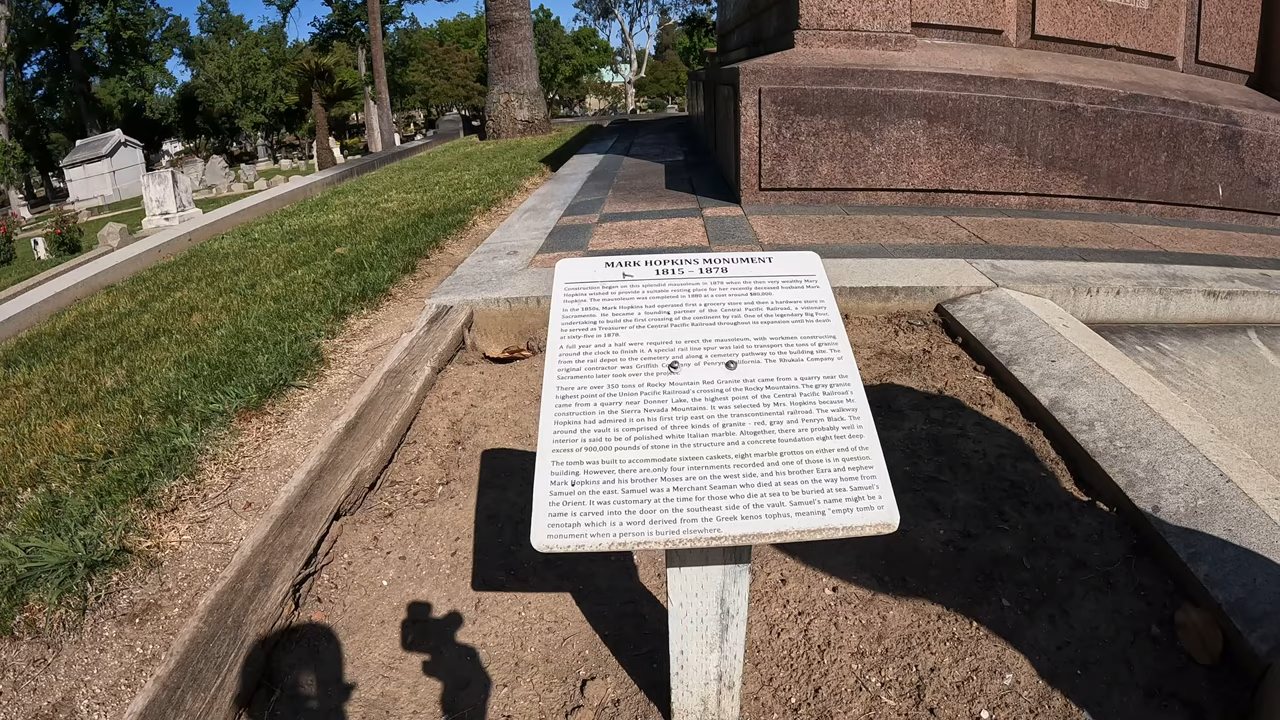 MARK HOPKINS MONUMENT
1815 – 1878
Construction began on this splendid mausoleum in 1878 when the then very wealthy Mary
Hopkins wished to provide a suitable resting place for her recently deceased husband Mark
Hopkins. The mausoleum was completed in 1880 at a cost around $80,000.
In the 1850s, Mark Hopkins had operated first a grocery store and then a hardware store in
Sacramento. He became a founding partner of the Central Pacific Railroad, a visionary
undertaking to build the first crossing of the continent by rail. One of the legendary Big Four,
he served as Treasurer of the Central Pacific Railroad throughout its expansion until his death
at sixty-five in 1878.
A full year and a half were required to erect the mausoleum, with workmen constructing
around the clock to finish it. A special rail line spur was laid to transport the tons of granite
from the rail depot to the cemetery and along a cemetery pathway to the building site. The
original contractor was Griffith of Penryn, The Rhukala Company of
Sacramento later took over the project.
There are over 350 tons of Rocky Mountain Red Granite that came from a quarry near the
highest point of the Union Pacific Railroad's crossing of the Rocky Mountains. The gray granite
came from a quarry near Donner Lake, the highest point of the Central Pacific Railroad's
construction in the Sierra Nevada Mountains. It was selected by Mrs. Hopkins because Mr.
Hopkins had admired it on his first trip east on the transcontinental railroad. The walkway
around the vault is comprised of three kinds of granite - red, gray and Penryn Black. The
interior is said to be of polished white Italian marble. Altogether, there are probably well in
excess of 900,000 pounds of stone in the structure and a concrete foundation eight feet deep.
The tomb was built to accommodate sixteen caskets, eight marble grottos on either end of the
building. However, there are only four internments recorded and one of those is in question.
Mark Hopkins and his brother Moses are on the west side, and his brother Ezra and nephew
Samuel on the east. Samuel was a Merchant Seaman who died at seas on the way home from
the Orient. It was customary at the time for those who die at sea to be buried at sea. Samuel's
name is carved into the door on the southeast side of the vault. Samuel's name might be a
cenotaph which is a word derived from the Greek kenos tophus, meaning "empty tomb or
monument when a person is buried elsewhere.